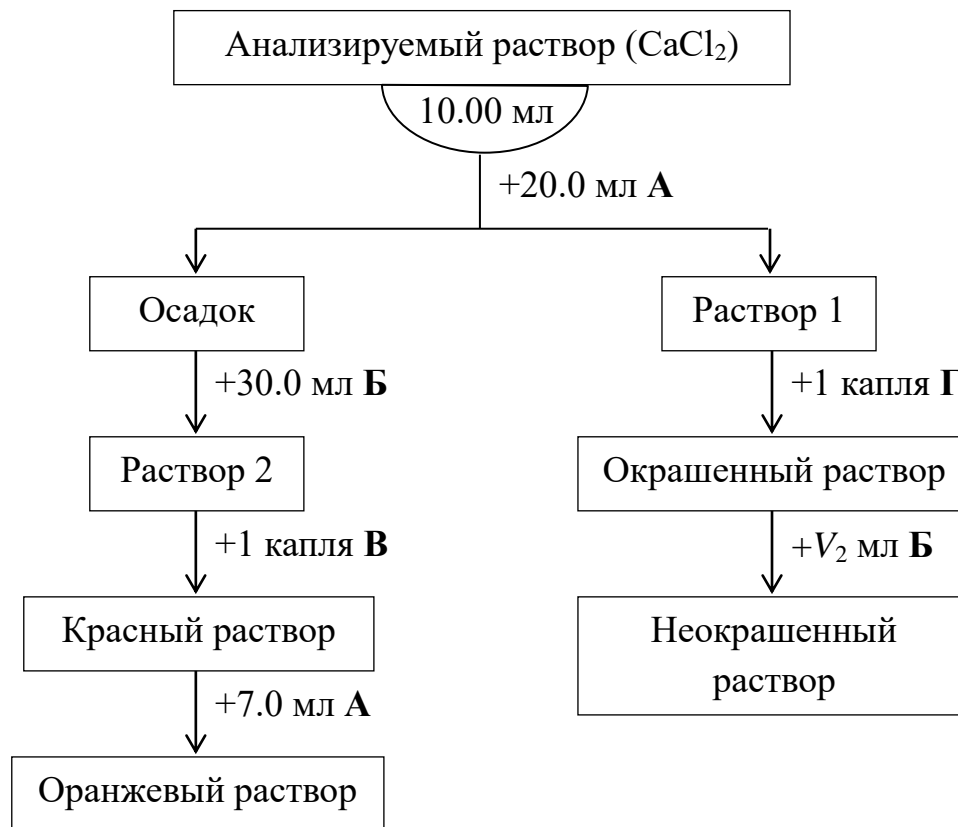 Анализируемый раствор (CaCl₂)
10.00 мл
+20.0 мл А
Осадок
Раствор 1
+30.0 мл Б
+1 капля Г
Раствор 2
Окрашенный раствор
+1 капля В
+V₂ мл Б
Красный раствор
Неокрашенный
раствор
+7.0 мл А
Оранжевый раствор